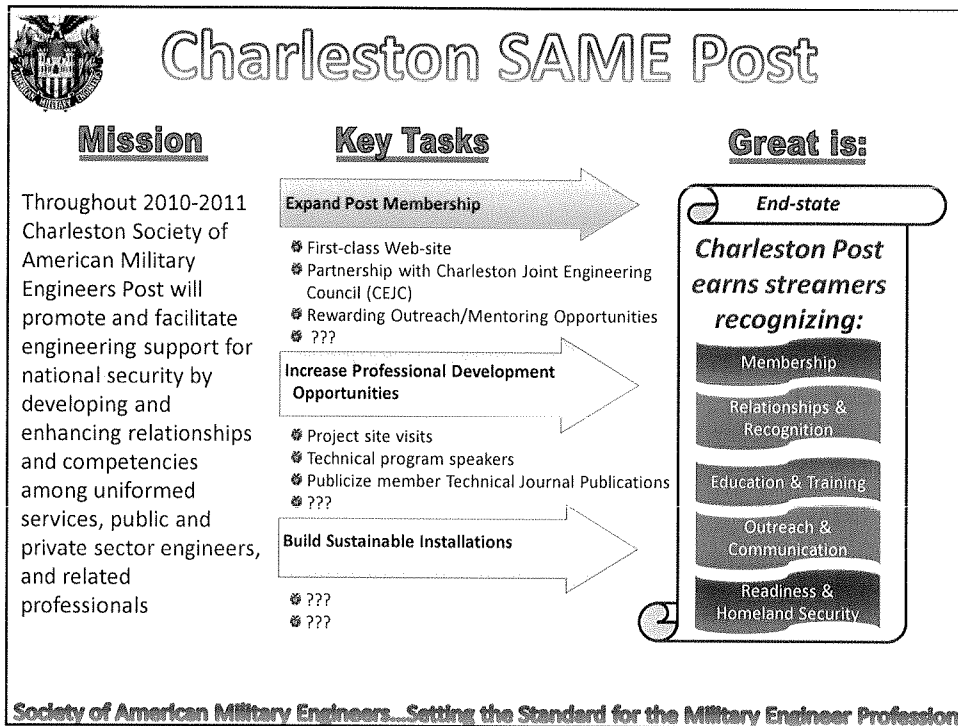 Charleston SAME Post
Mission
Throughout 2010-2011
Charleston Society of
American Military
Engineers Post will
promote and facilitate
engineering support for
national security by
developing and
enhancing relationships
and competencies
among uniformed
services, public and
private sector engineers,
and related
professionals
Key Tasks
Expand Post Membership
First-class Web-site
Partnership with Charleston Joint Engineering
Council (CEJC)
Rewarding Outreach/Mentoring Opportunities
???
Increase Professional Development
Opportunities
Project site visits
Technical program speakers
Publicize member Technical Journal Publications
???
Build Sustainable Installations
???
???
Great is:
End-state
Charleston Post
earns streamers
recognizing:
Membership
Relationships &
Recognition
Education & Training
Outreach &
Communication
Readiness &
Homeland Security
Society of American Military Engineers...Setting the Standard for the Military Engineer Profession